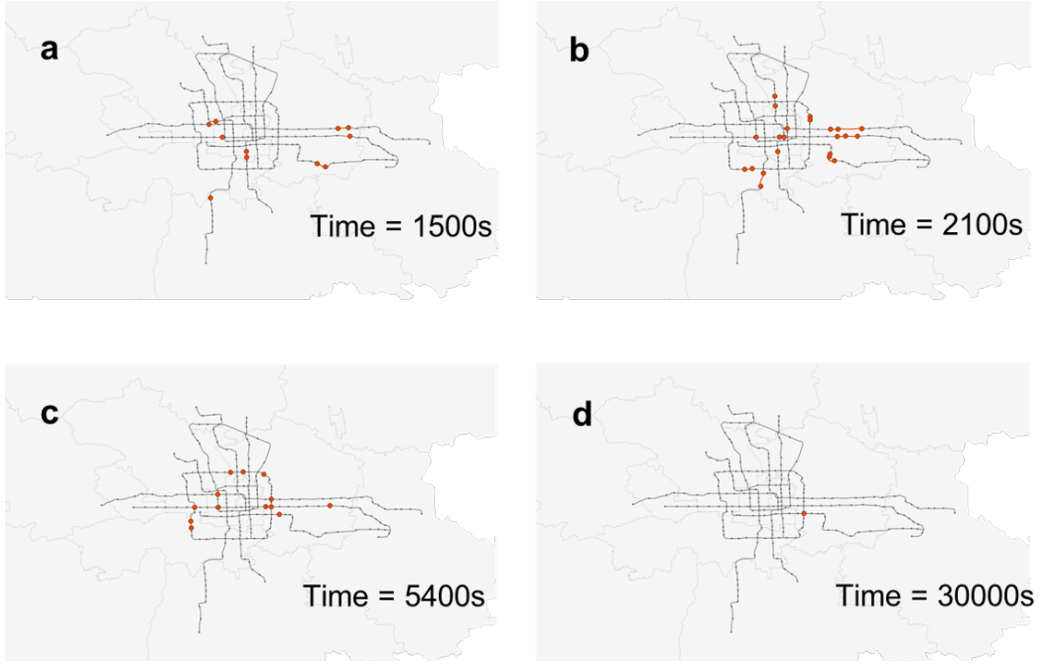 a
Time = 1500s
b
Time = 2100s
c
Time = 5400s
d
Time = 30000s